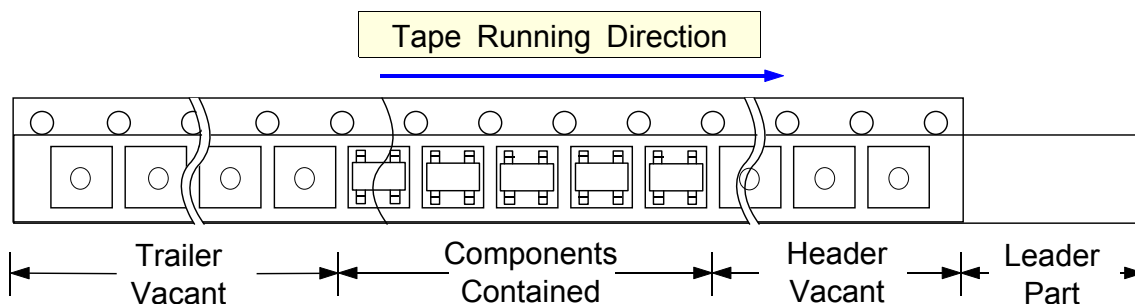 Tape Running Direction
Trailer
Vacant
Components
Contained
Header
Vacant
Leader
Part